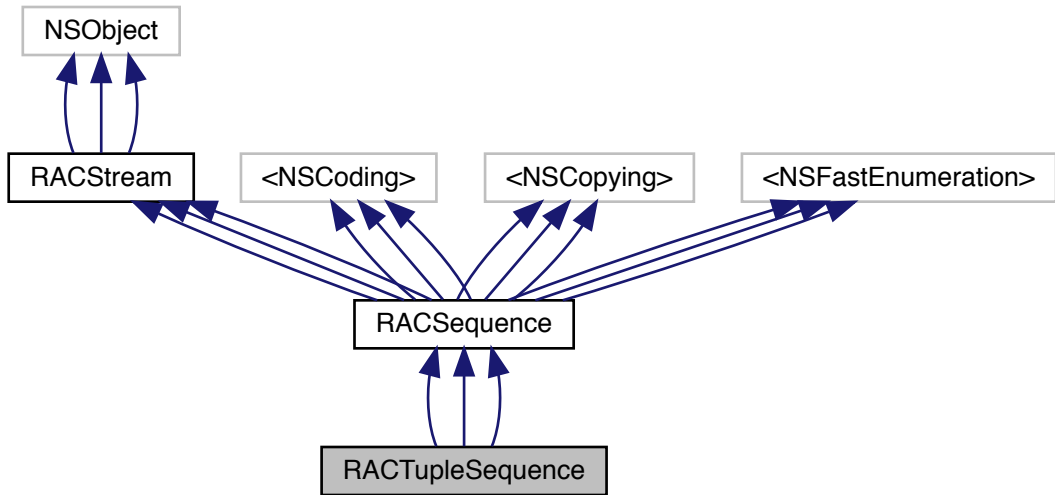 NSObject
RACStream
<NSCoding>
<NSCopying>
<NSFastEnumeration>
RACSequence
RACTupleSequence